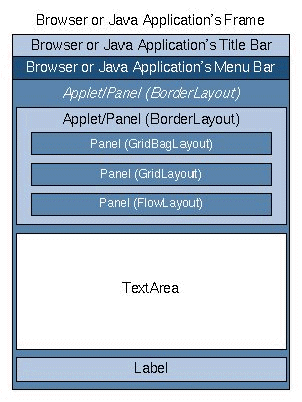 Browser or Java Application's Frame
Browser or Java Application's Title Bar
Browser or Java Application's Menu Bar
Applet/Panel (BorderLayout)
Applet/Panel (BorderLayout)
Panel (GridBagLayout)
Panel (GridLayout)
Panel (FlowLayout)
TextArea
Label